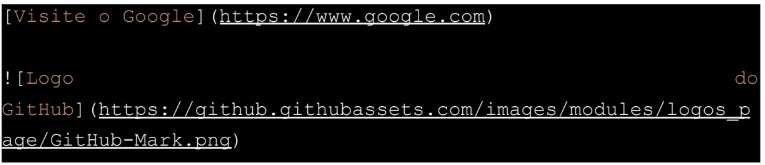 [Visite o Google](https://www.google.com)
![Logo do
GitHub](https://github.githubassets.com/images/modules/logos_p
age/GitHub-Mark.png)